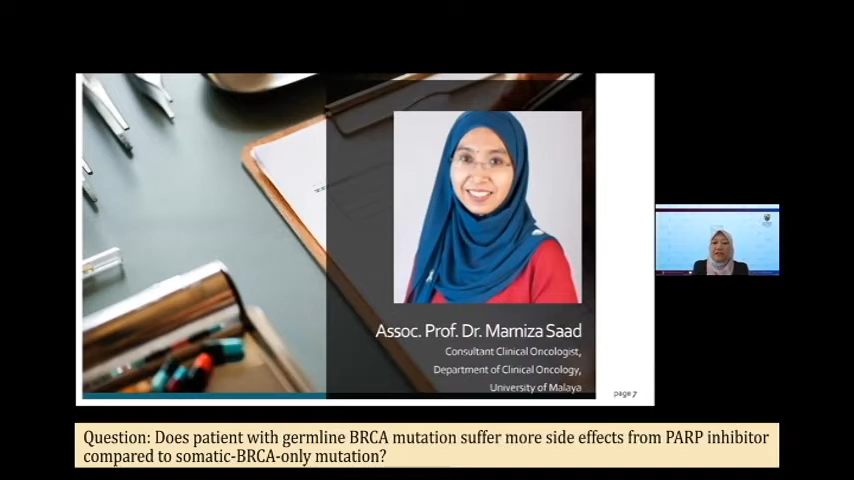 Assoc. Prof. Dr. Marniza Saad
Consultant Clinical Oncologist,
Department of Clinical Oncology,
University of Malaya
page 7
Question: Does patient with germline BRCA mutation suffer more side effects from PARP inhibitor
compared to somatic-BRCA-only mutation?